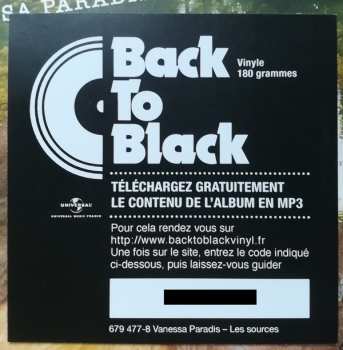 SA PARADI
Back
To
Black
Vinyle
180 grammes
TÉLÉCHARGEZ GRATUITEMENT
LE CONTENU DE L'ALBUM EN MP3
UNIVERSAL
UNIVERSAL MUSIC FRANCE
Pour cela rendez vous sur
http://www.backtoblackvinyl.fr
Une fois sur le site, entrez le code indiqué
ci-dessous, puis laissez-vous guider
679 477-8 Vanessa Paradis – Les sources